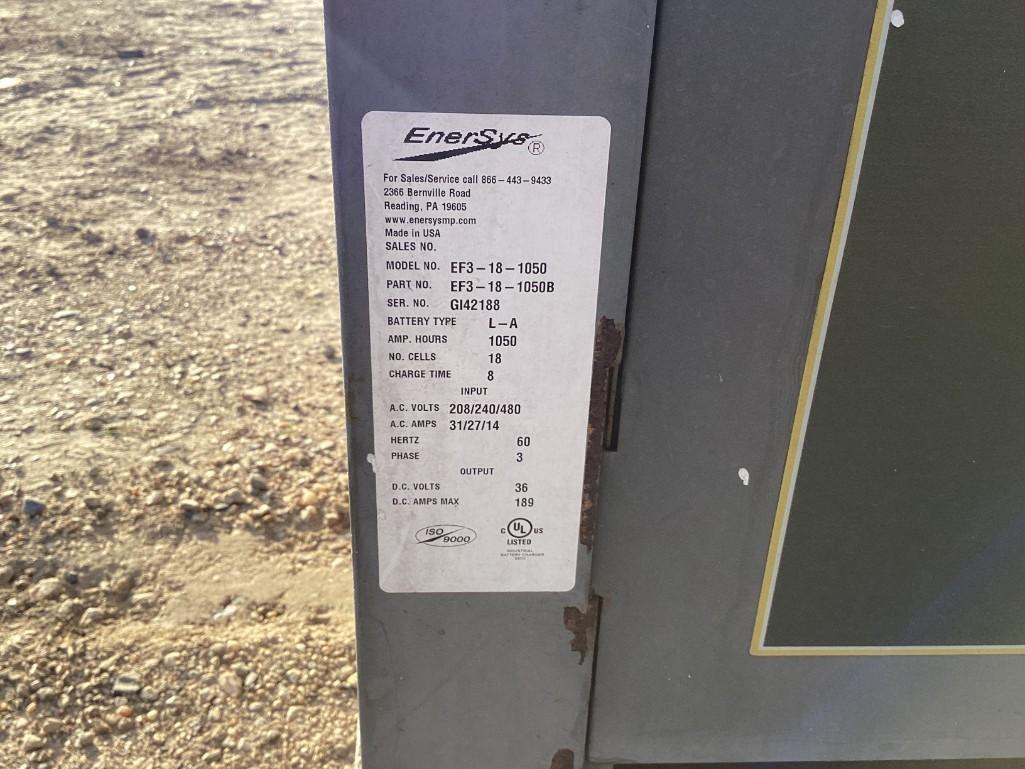 EnerSys®
For Sales/Service call 866-443-9433
2366 Bernville Road
Reading, PA 19605
www.enersysmp.com
Made in USA
SALES NO.
MODEL NO. EF3-18-1050
PART NO. EF3-18-1050B
SER. NO. GI42188
BATTERY TYPE L-A
AMP. HOURS 1050
NO. CELLS 18
CHARGE TIME 8
INPUT
A.C. VOLTS 208/240/480
A.C. AMPS 31/27/14
HERTZ 60
PHASE 3
OUTPUT
D.C. VOLTS 36
D.C. AMPS MAX 189
ISO 9000
C UL US
LISTED
INDUSTRIAL
BATTERY CHARGER